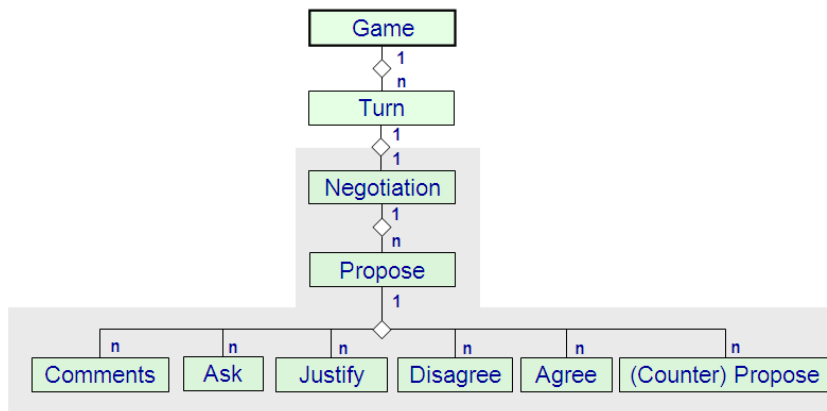 Game
1
n
Turn
1
1
Negotiation
1
n
Propose
1
n n n n n n
Comments Ask Justify Disagree Agree (Counter) Propose